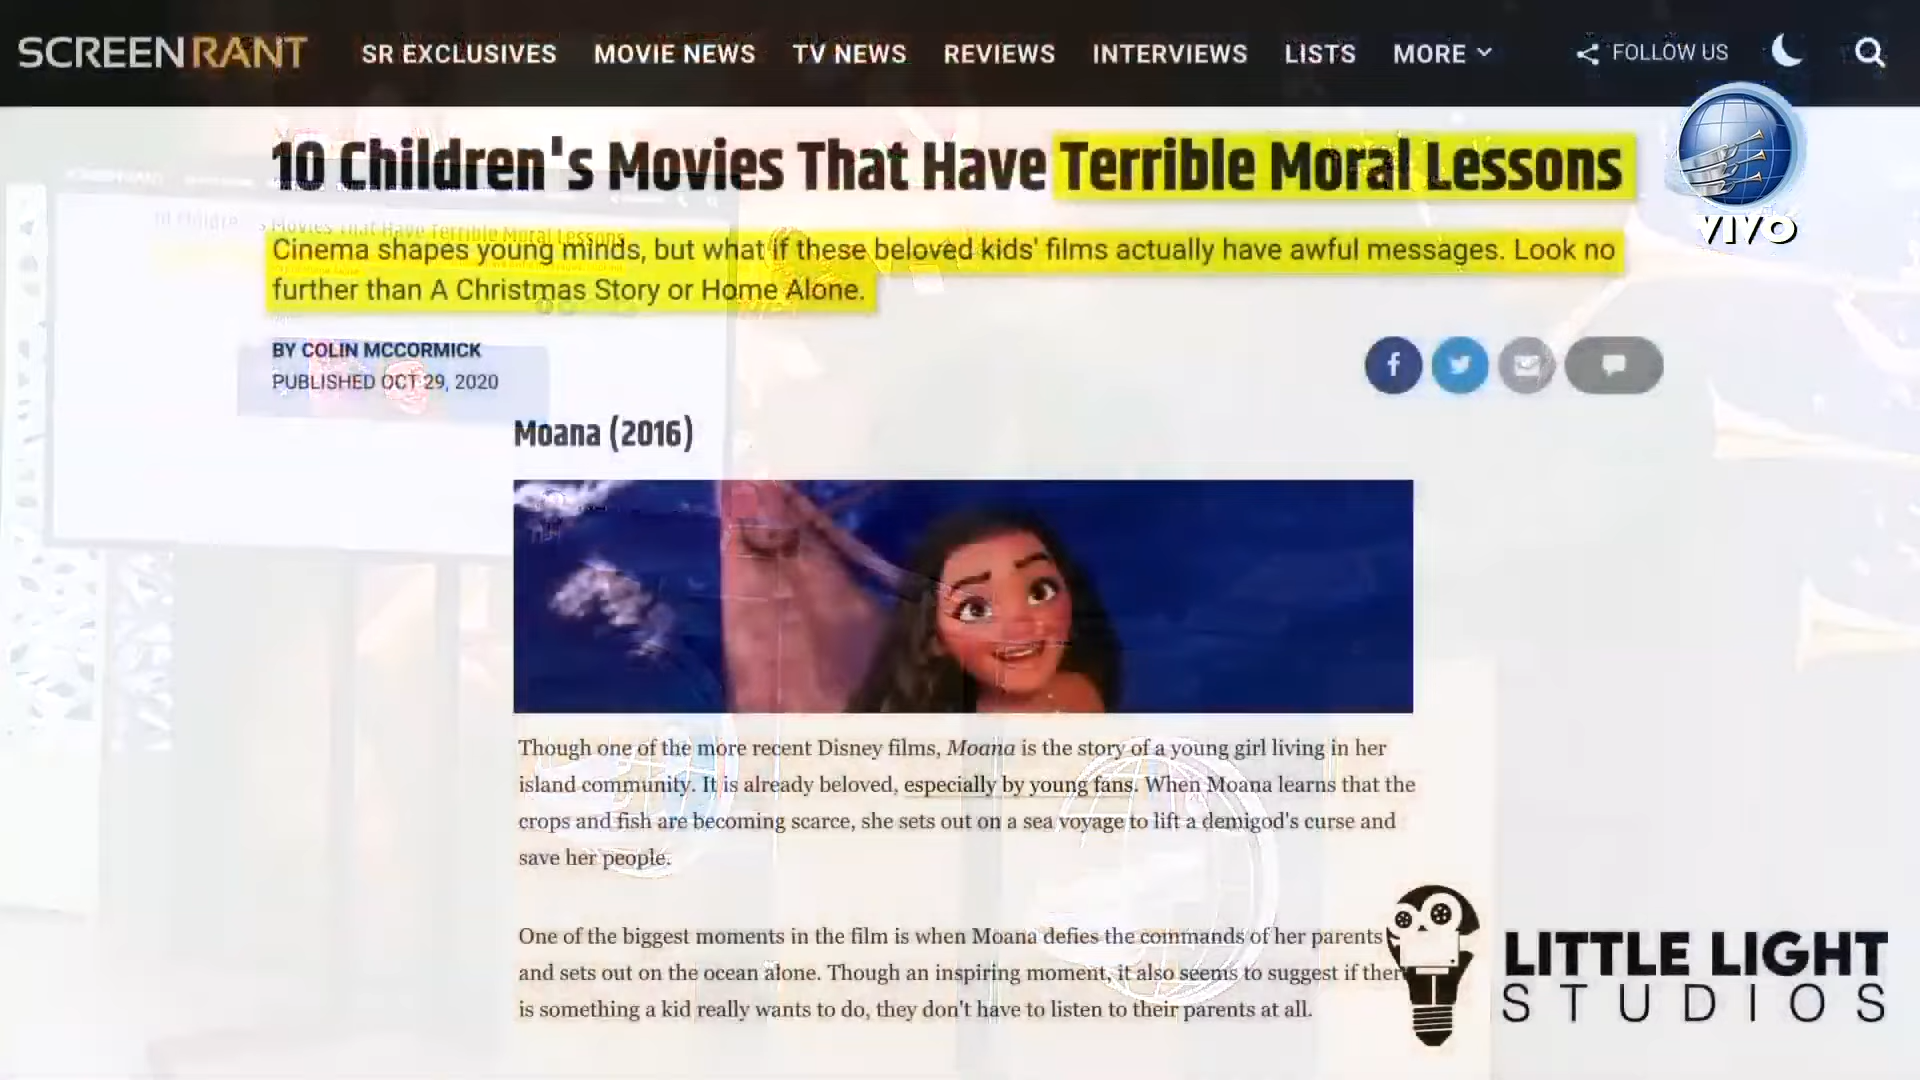 SCREENRANT SR EXCLUSIVES MOVIE NEWS TV NEWS REVIEWS INTERVIEWS LISTS MORE FOLLOW US
10 Children's Movies That Have Terrible Moral Lessons
VIVO
Cinema shapes young minds, but what if these beloved kids' films actually have awful messages. Look no
further than A Christmas Story or Home Alone.
BY COLIN MCCORMICK
PUBLISHED OCT 29, 2020
Moana (2016)
Though one of the more recent Disney films, Moana is the story of a young girl living in her
island community. It is already beloved, especially by young fans. When Moana learns that the
crops and fish are becoming scarce, she sets out on a sea voyage to lift a demigod's curse and
save her people.
One of the biggest moments in the film is when Moana defies the commands of her parents
and sets out on the ocean alone. Though an inspiring moment, it also seems to suggest if ther
is something a kid really wants to do, they don't have to listen to their parents at all.
LITTLE LIGHT
STUDIOS